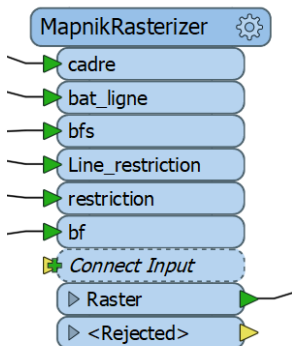 MapnikRasterizer
cadre
bat_ligne
bfs
Line_restriction
restriction
bf
Connect Input
Raster
<Rejected>